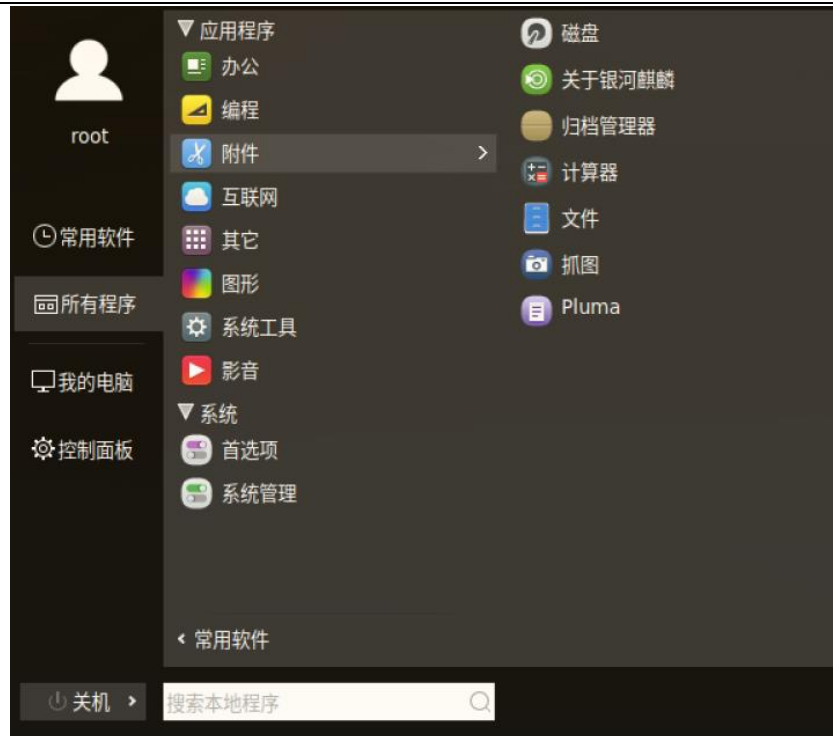 root
常用软件
所有程序
我的电脑
控制面板
关机
应用程序
办公
编程
附件
互联网
其它
图形
系统工具
影音
系统
首选项
系统管理
常用软件
搜索本地程序
磁盘
关于银河麒麟
归档管理器
计算器
文件
抓图
Pluma